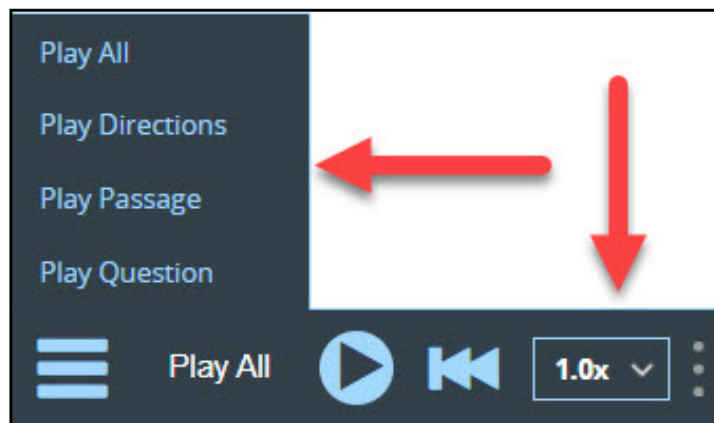 Play All
Play Directions
Play Passage
Play Question
Play All 1.0x